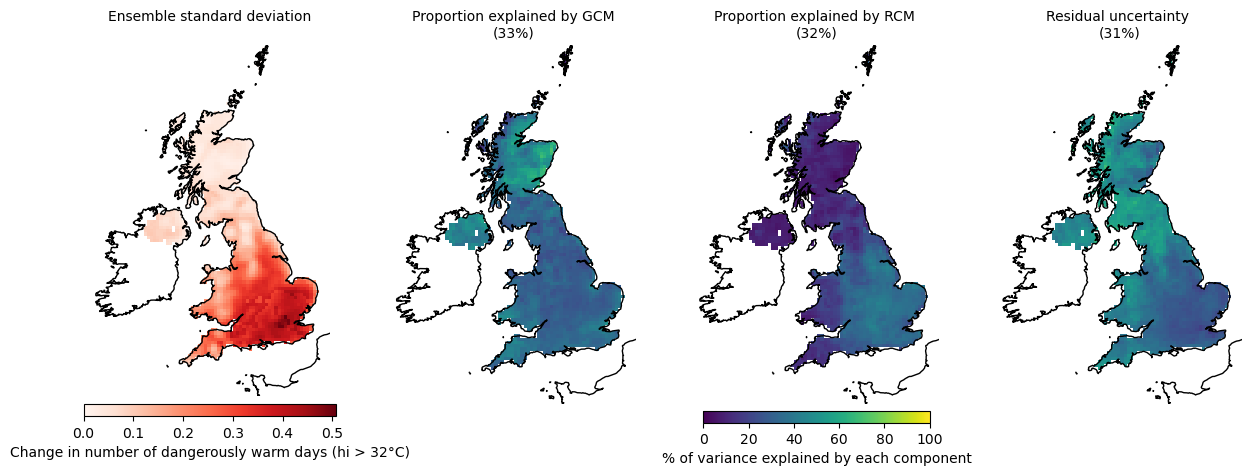 Ensemble standard deviation
Proportion explained by GCM
(33%)
Proportion explained by RCM
(32%)
Residual uncertainty
(31%)
0.0 0.1 0.2 0.3 0.4 0.5
Change in number of dangerously warm days (hi > 32°C)
0 20 40 60 80 100
% of variance explained by each component